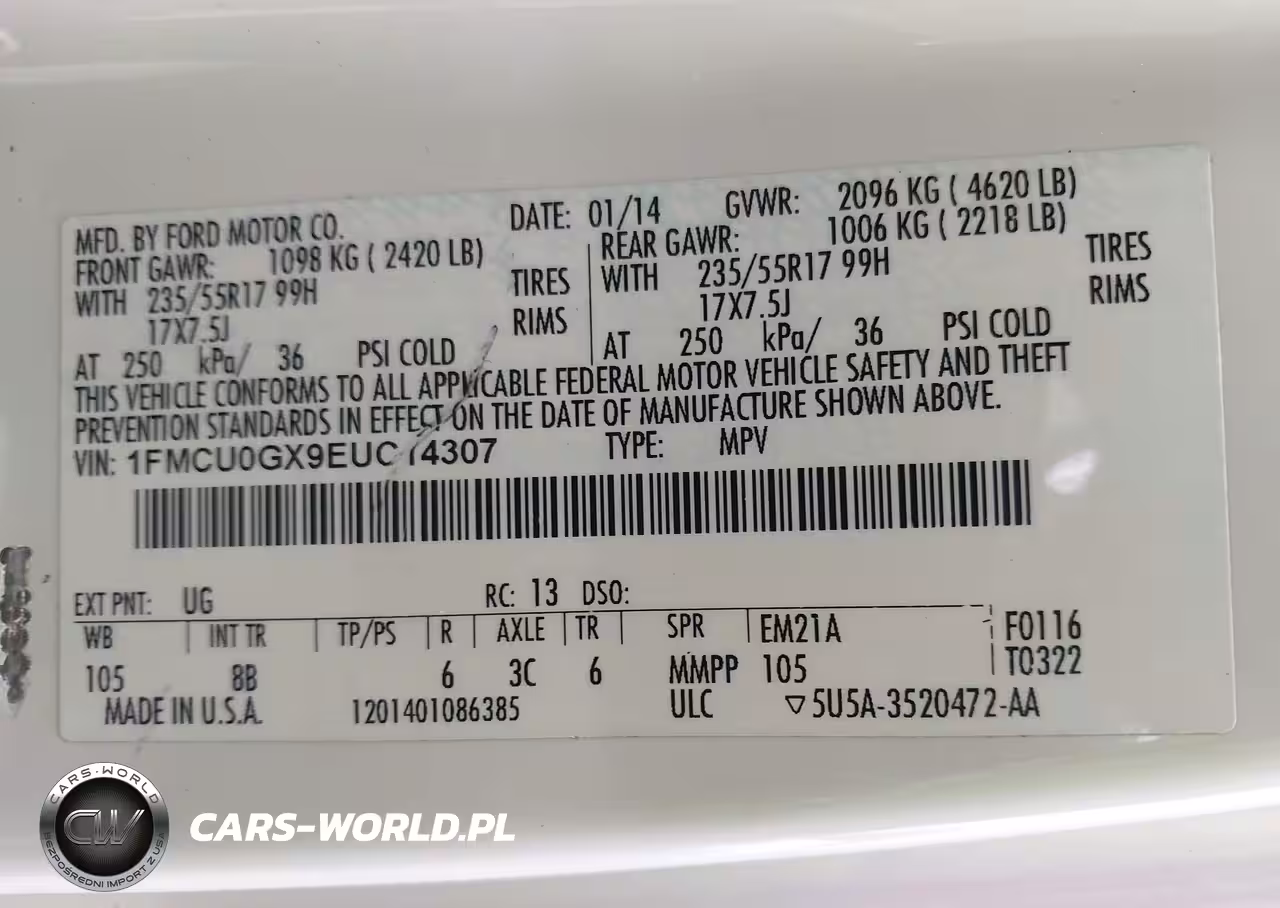 MFD. BY FORD MOTOR CO. DATE: 01/14 GVWR: 2096 KG ( 4620 LB)
FRONT GAWR: 1098 KG ( 2420 LB) REAR GAWR: 1006 KG ( 2218 LB)
WITH 235/55R17 99H TIRES WITH 235/55R17 99H TIRES
17X7.5J RIMS 17X7.5J RIMS
AT 250 kPa/ 36 PSI COLD AT 250 kPa/ 36 PSI COLD
THIS VEHICLE CONFORMS TO ALL APPLICABLE FEDERAL MOTOR VEHICLE SAFETY AND THEFT
PREVENTION STANDARDS IN EFFECT ON THE DATE OF MANUFACTURE SHOWN ABOVE.
VIN: 1FMCU0GX9EUC14307 TYPE: MPV
EXT PNT: UG RC: 13 DSO:
WB INT TR TP/PS R AXLE TR SPR EM21A F0116
105 8B 6 3C 6 MMPP 105 T0322
MADE IN U.S.A. 1201401086385 ULC ▽5U5A-3520472-AA
CARS-WORLD
CW
BEZPOŚREDNI IMPORT Z USA
CARS-WORLD.PL